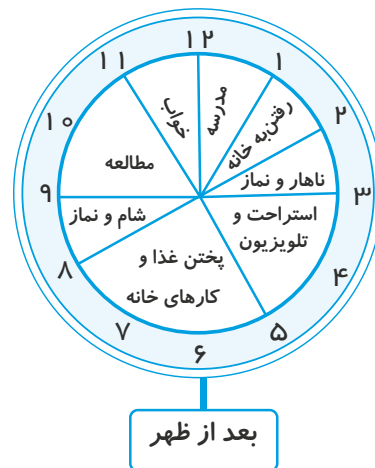 ۱۲
۱
۲
۳
۴
۵
۶
۷
۸
۹
۱۰
۱۱
مدرسه
رفتن به خانه
ناهار و نماز
استراحت و
تلویزیون
پختن غذا و
کارهای خانه
شام و نماز
مطالعه
خواب
بعد از ظهر